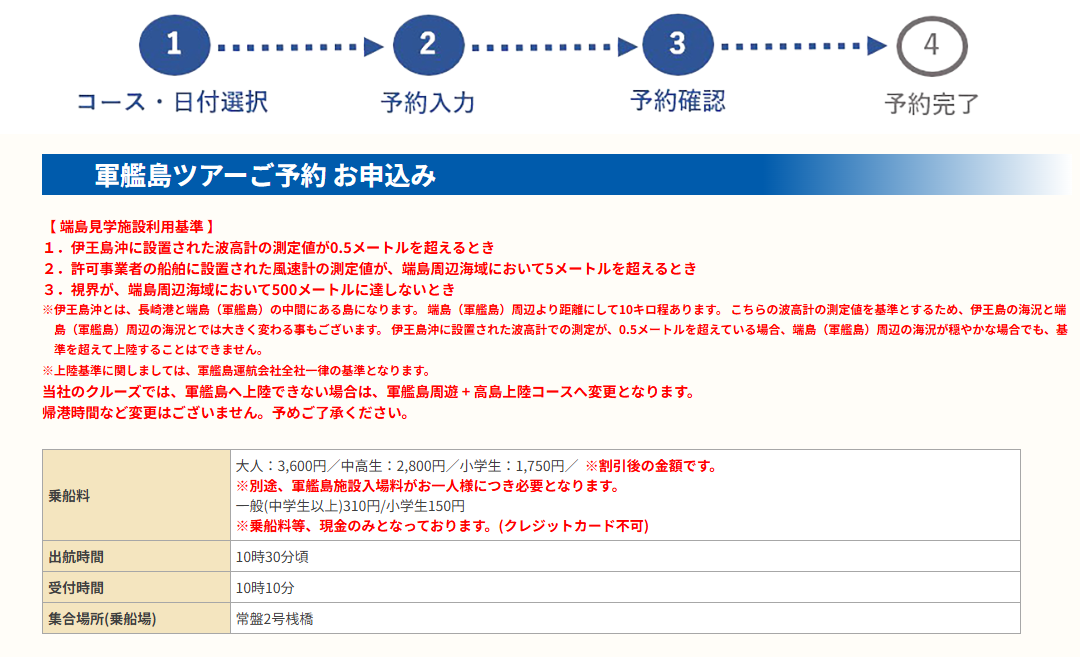 1 2 3 4
コース・日付選択 予約入力 予約確認 予約完了
軍艦島ツアーご予約 お申込み
【 端島見学施設利用基準 】
１．伊王島沖に設置された波高計の測定値が0.5メートルを超えるとき
２．許可事業者の船舶に設置された風速計の測定値が、端島周辺海域において5メートルを超えるとき
３．視界が、端島周辺海域において500メートルに達しないとき
※伊王島沖とは、長崎港と端島（軍艦島）の中間にある島になります。 端島（軍艦島）周辺より距離にして10キロ程あります。 こちらの波高計の測定値を基準とするため、伊王島の海況と端
島（軍艦島）周辺の海況とでは大きく変わる事もございます。 伊王島沖に設置された波高計での測定が、0.5メートルを超えている場合、端島（軍艦島）周辺の海況が穏やかな場合でも、基
準を超えて上陸することはできません。
※上陸基準に関しましては、軍艦島運航会社全社一律の基準となります。
当社のクルーズでは、軍艦島へ上陸できない場合は、軍艦島周遊＋高島上陸コースへ変更となります。
帰港時間など変更はございません。予めご了承ください。
乗船料
大人：3,600円／中高生：2,800円／小学生：1,750円／ ※割引後の金額です。
※別途、軍艦島施設入場料がお一人様につき必要となります。
一般(中学生以上)310円/小学生150円
※乗船料等、現金のみとなっております。(クレジットカード不可)
出航時間 10時30分頃
受付時間 10時10分
集合場所(乗船場) 常盤2号桟橋